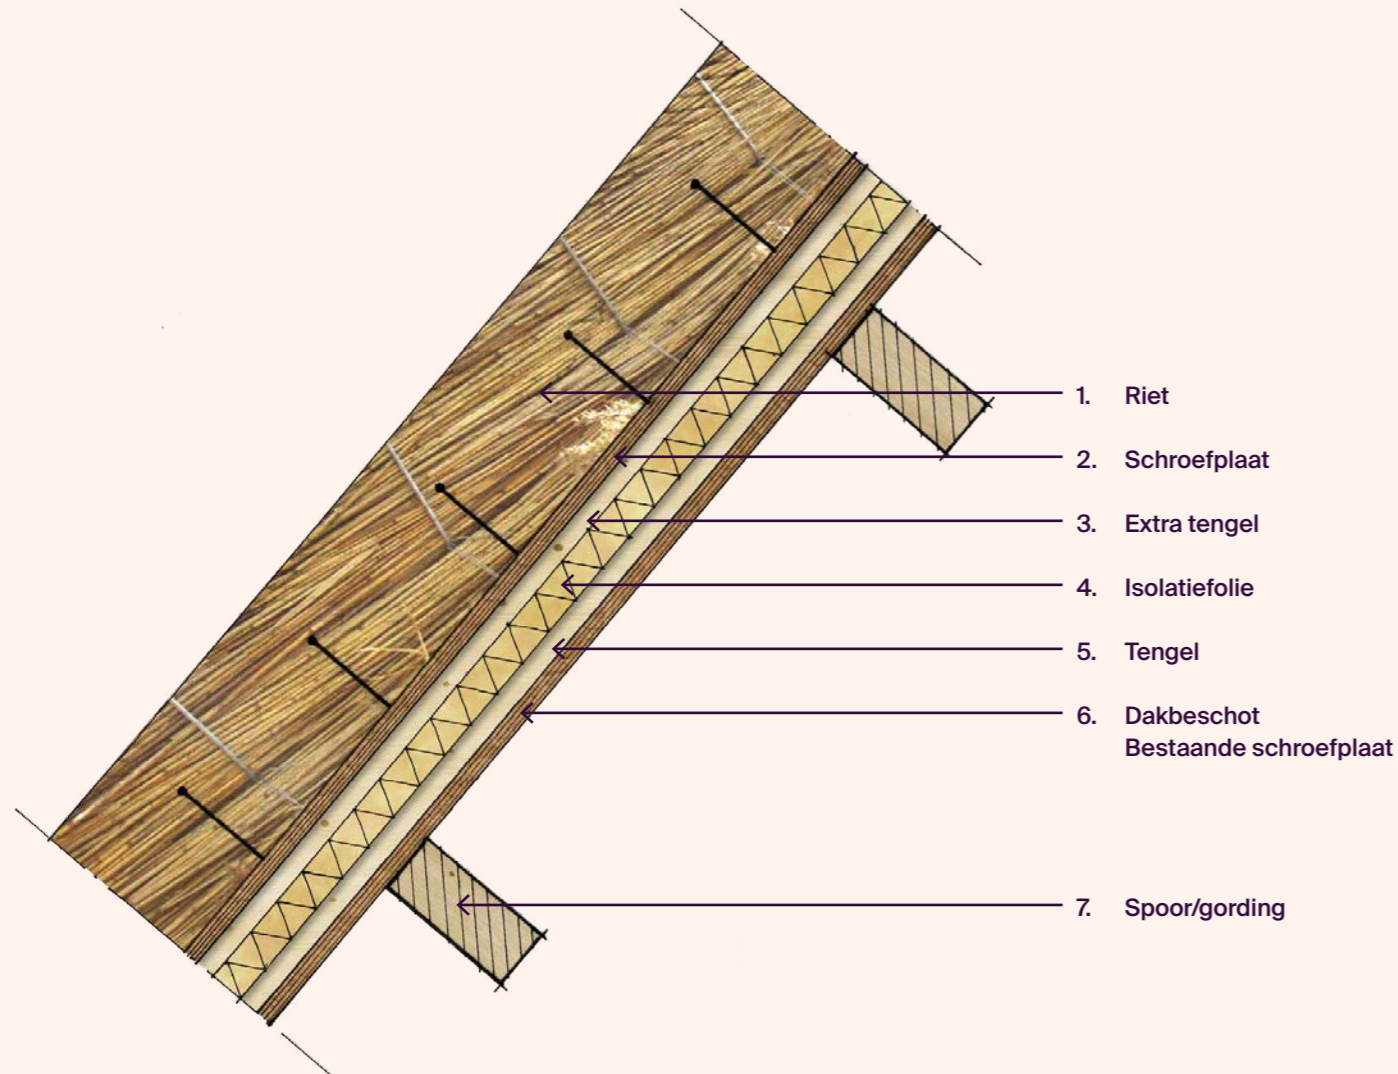 1. Riet
2. Schroefplaat
3. Extra tengel
4. Isolatiefolie
5. Tengel
6. Dakbeschot
Bestaande schroefplaat
7. Spoor/gording